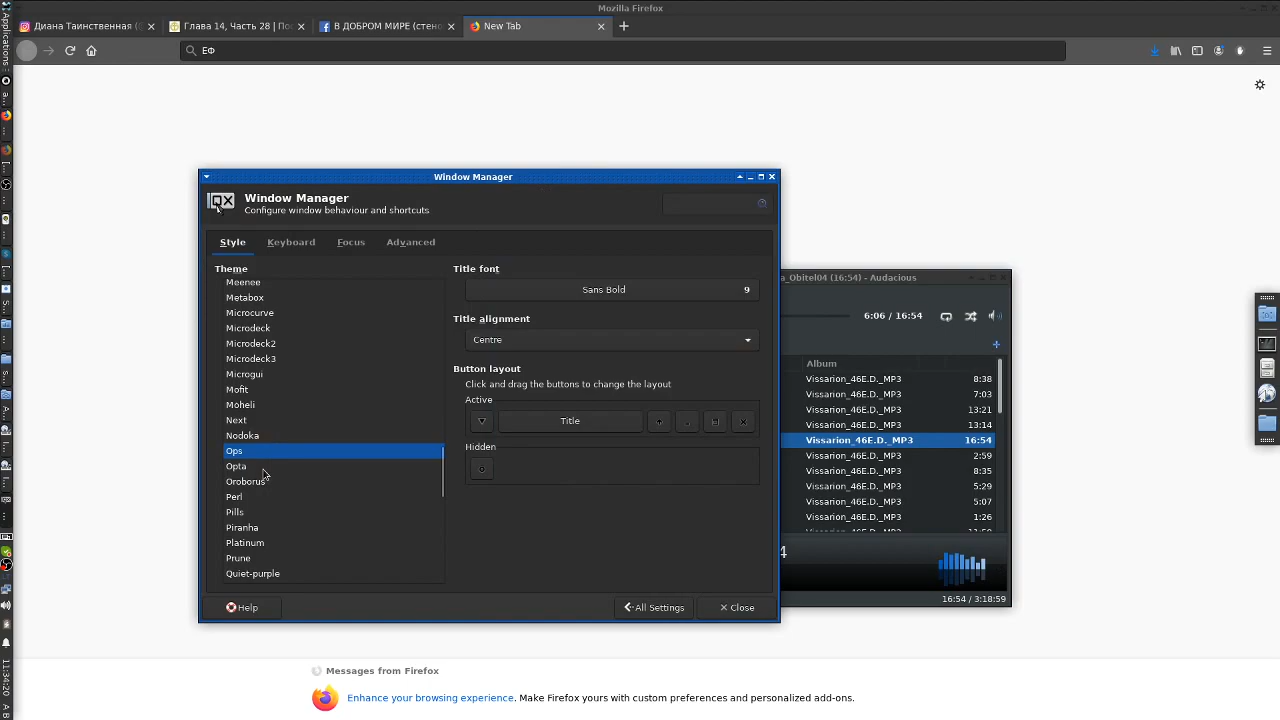 Mozilla Firefox
Applications
Диана Таинственная (
Глава 14, Часть 28 | По
В ДОБРОМ МИРЕ (стено
New Tab
ЕФ
Window Manager
Window Manager
Configure window behaviour and shortcuts
Style
Keyboard
Focus
Advanced
Theme
Meenee
Metabox
Microcurve
Microdeck
Microdeck2
Microdeck3
Microgui
Mofit
Moheli
Next
Nodoka
Ops
Opta
Oroborus
Perl
Pills
Piranha
Platinum
Prune
Quiet-purple
Title font
Sans Bold 9
Title alignment
Centre
Button layout
Click and drag the buttons to change the layout
Active
Title
Hidden
Help
All Settings
Close
a_Obitel04 (16:54) - Audacious
6:06 / 16:54
Album
Vissarion_46E.D._MP3 8:38
Vissarion_46E.D._MP3 7:03
Vissarion_46E.D._MP3 13:21
Vissarion_46E.D._MP3 13:14
Vissarion_46E.D._MP3 16:54
Vissarion_46E.D._MP3 2:59
Vissarion_46E.D._MP3 8:35
Vissarion_46E.D._MP3 5:29
Vissarion_46E.D._MP3 5:07
Vissarion_46E.D._MP3 1:26
4
16:54 / 3:18:59
Messages from Firefox
Enhance your browsing experience. Make Firefox yours with custom preferences and personalized add-ons.
11:34:20